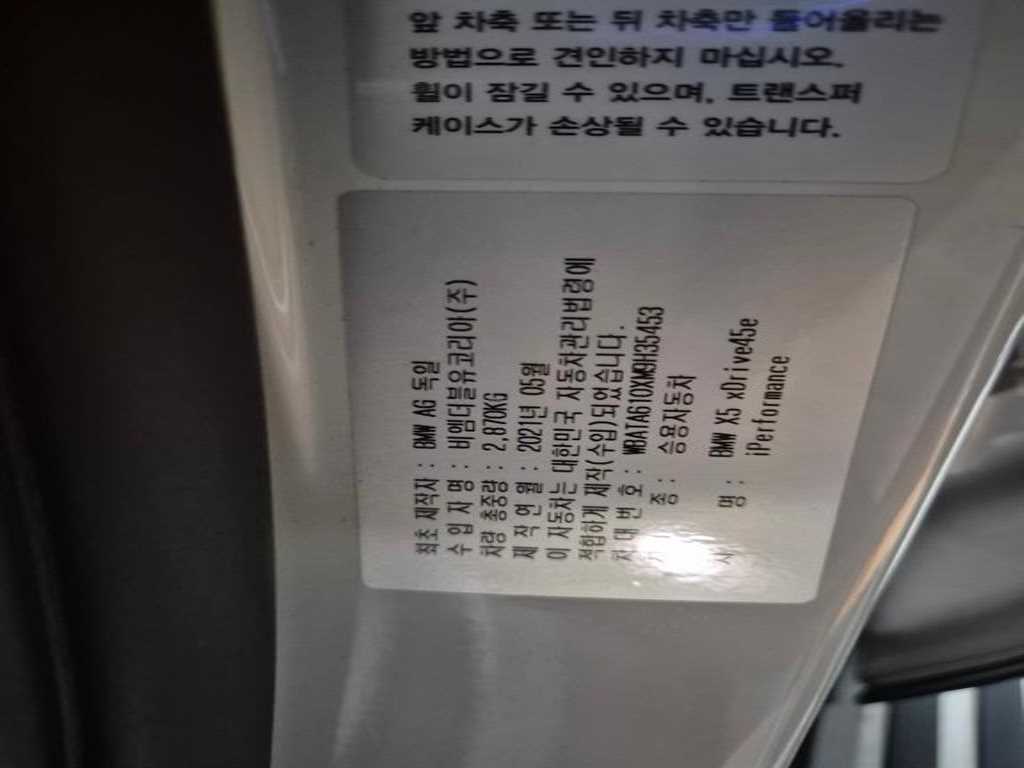 앞 차축 또는 뒤 차축만 들어올리는
방법으로 견인하지 마십시오.
휠이 잠길 수 있으며, 트랜스퍼
케이스가 손상될 수 있습니다.
최초 제작자 : BMW AG 독일
수 입 자 명 : 비엠더블유코리아(주)
차량 총중량 : 2,870KG
제 작 연 월 : 2021년 05월
이 자동차는 대한민국 자동차관리법령에
적합하게 제작(수입)되었습니다.
차 대 번 호 : WBATA610XM9H35453
종 : 승용자동차
명 : BMW X5 xDrive45e
iPerformance